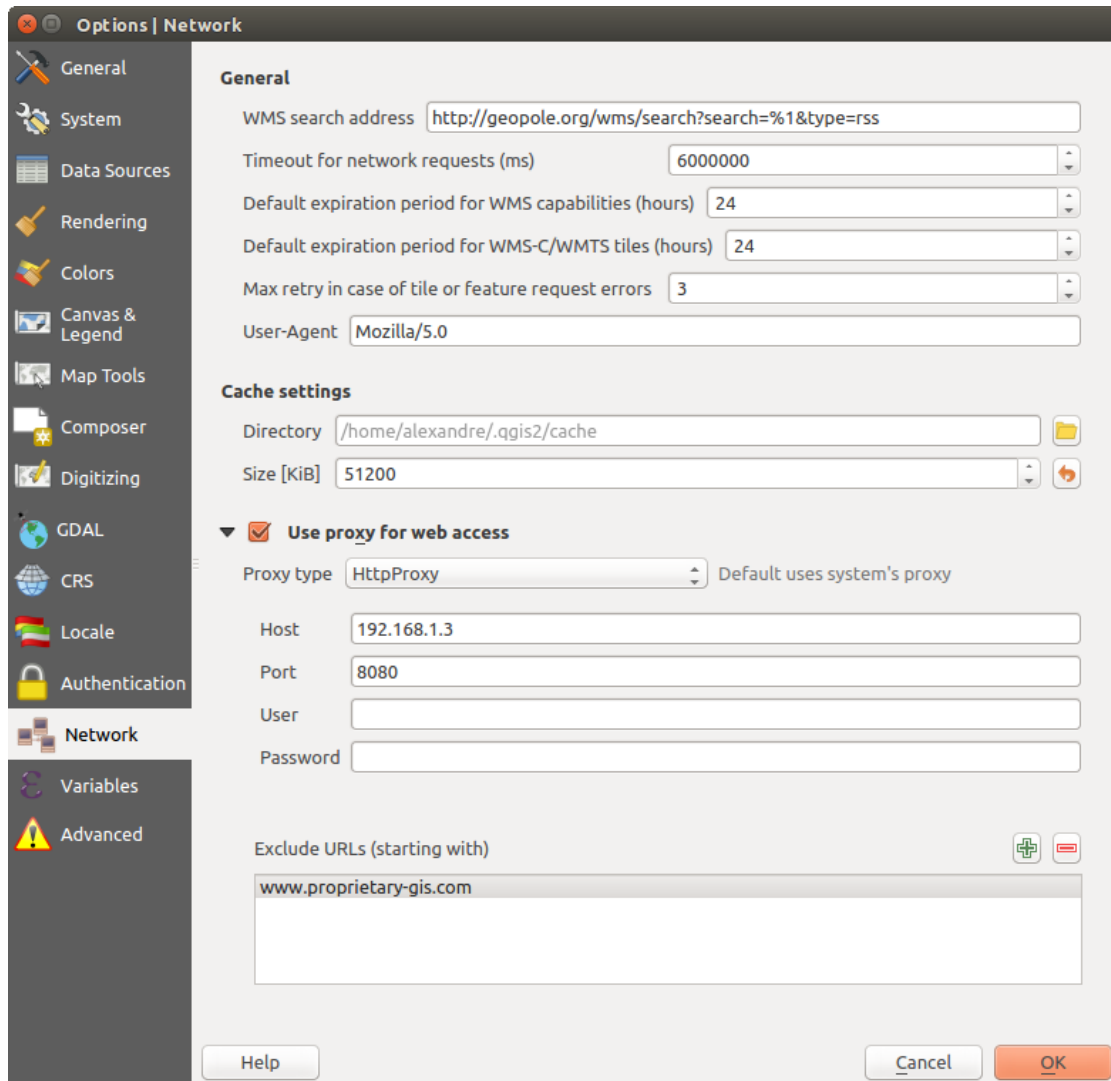 Options | Network
General
System
Data Sources
Rendering
Colors
Canvas &
Legend
Map Tools
Composer
Digitizing
GDAL
CRS
Locale
Authentication
Network
Variables
Advanced
General
WMS search address http://geopole.org/wms/search?search=%1&type=rss
Timeout for network requests (ms) 6000000
Default expiration period for WMS capabilities (hours) 24
Default expiration period for WMS-C/WMTS tiles (hours) 24
Max retry in case of tile or feature request errors 3
User-Agent Mozilla/5.0
Cache settings
Directory /home/alexandre/.qgis2/cache
Size [KiB] 51200
Use proxy for web access
Proxy type HttpProxy Default uses system's proxy
Host 192.168.1.3
Port 8080
User
Password
Exclude URLs (starting with)
www.proprietary-gis.com
Help Cancel OK